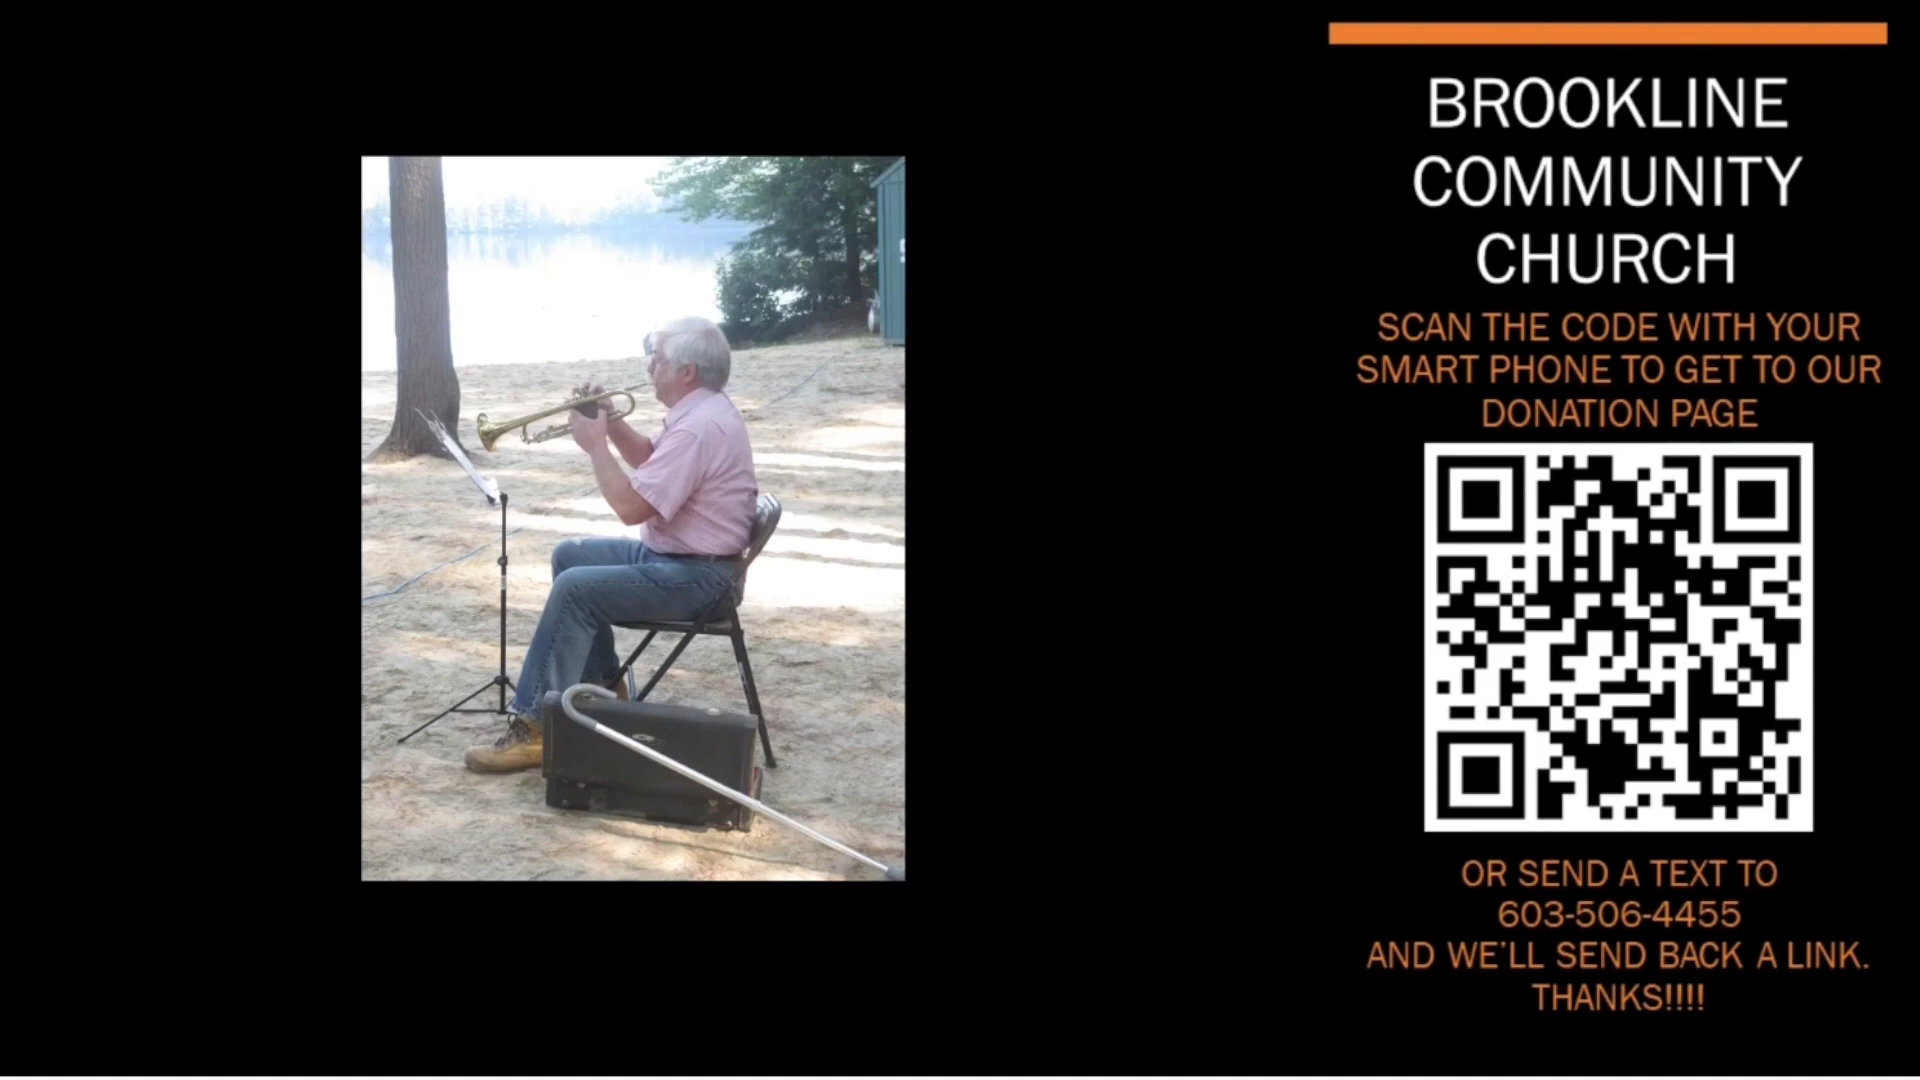 BROOKLINE
COMMUNITY
CHURCH
SCAN THE CODE WITH YOUR
SMART PHONE TO GET TO OUR
DONATION PAGE
OR SEND A TEXT TO
603-506-4455
AND WE'LL SEND BACK A LINK.
THANKS!!!!